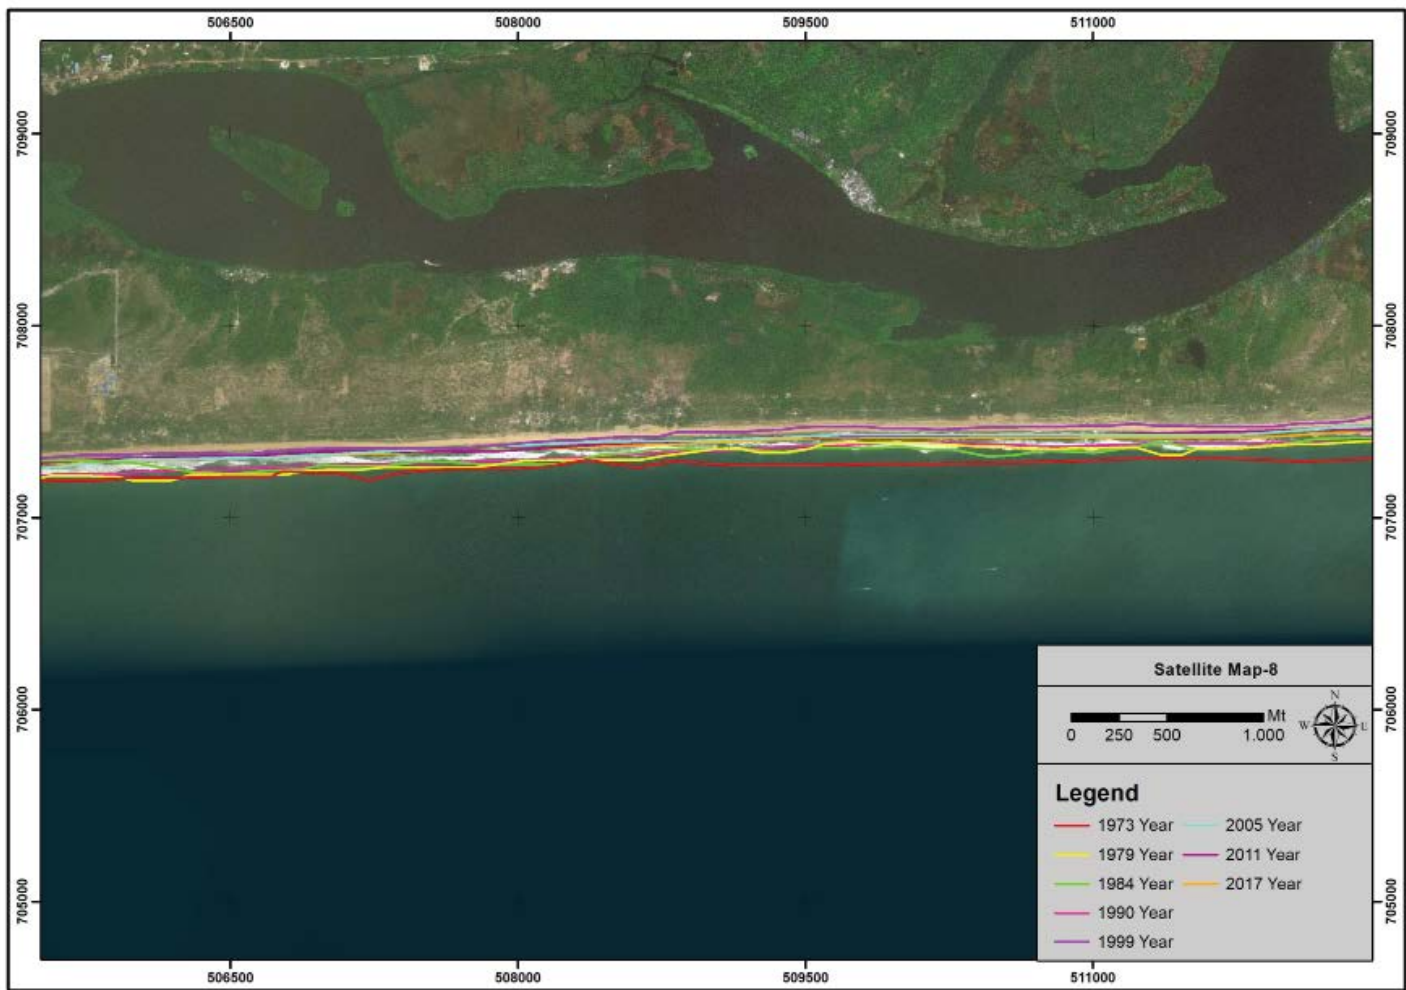 506500 508000 509500 511000
709000 709000
708000 708000
707000 707000
706000 706000
705000 705000
Satellite Map-8
Mt
0 250 500 1.000
N
W E
S
Legend
1973 Year 2005 Year
1979 Year 2011 Year
1984 Year 2017 Year
1990 Year
1999 Year
506500 508000 509500 511000